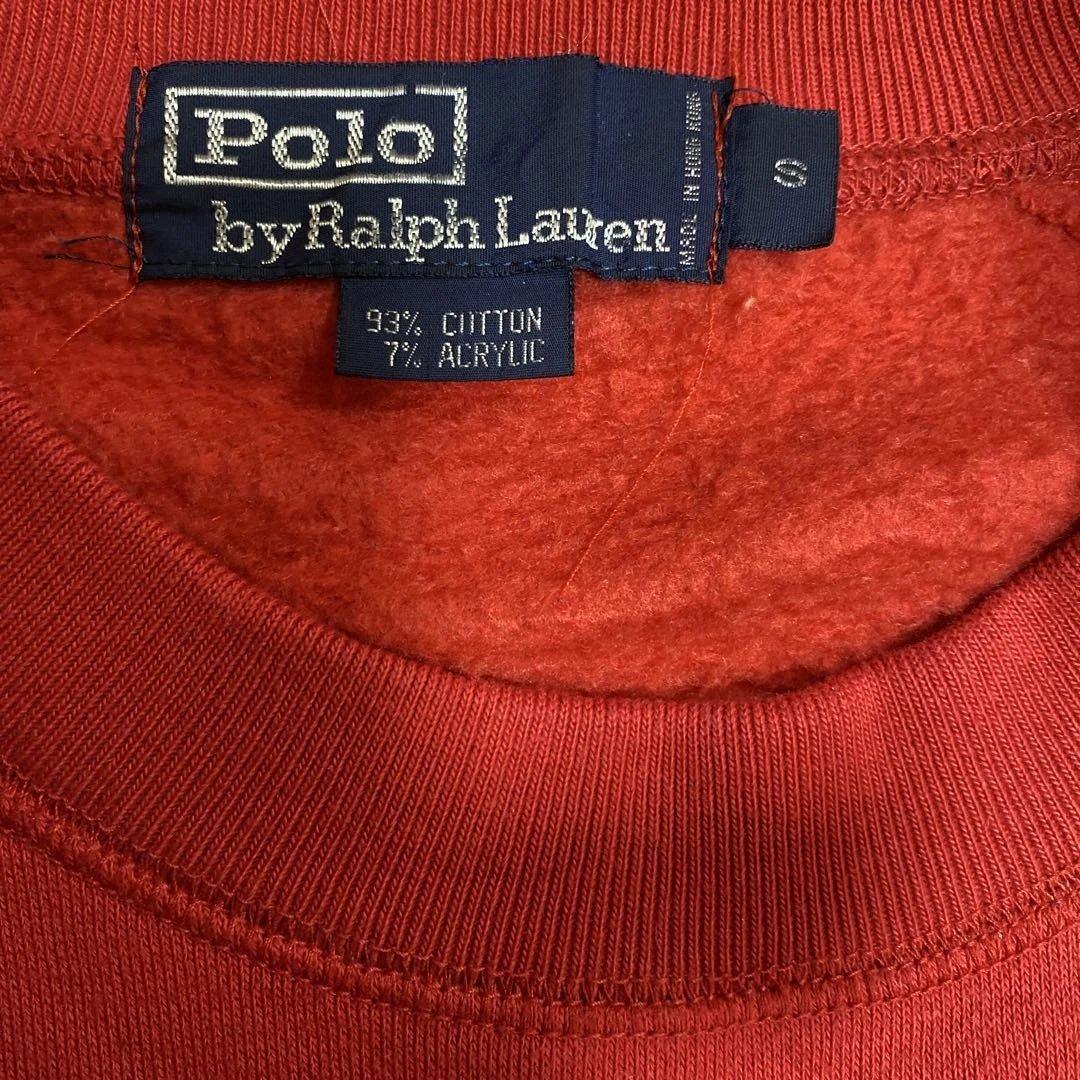 Polo
by Ralph Lauren
MADE IN HONG KONG
S
93% COTTON
7% ACRYLIC